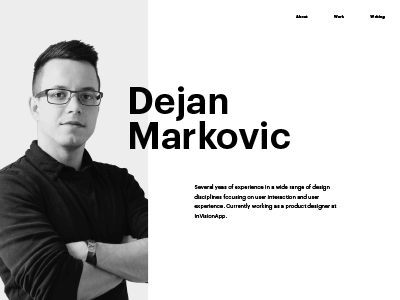 About Work Writing
Dejan
Markovic
Several yeas of experience in a wide range of design
disciplines focusing on user interaction and user
experience. Currently working as a product designer at
InVisionApp.